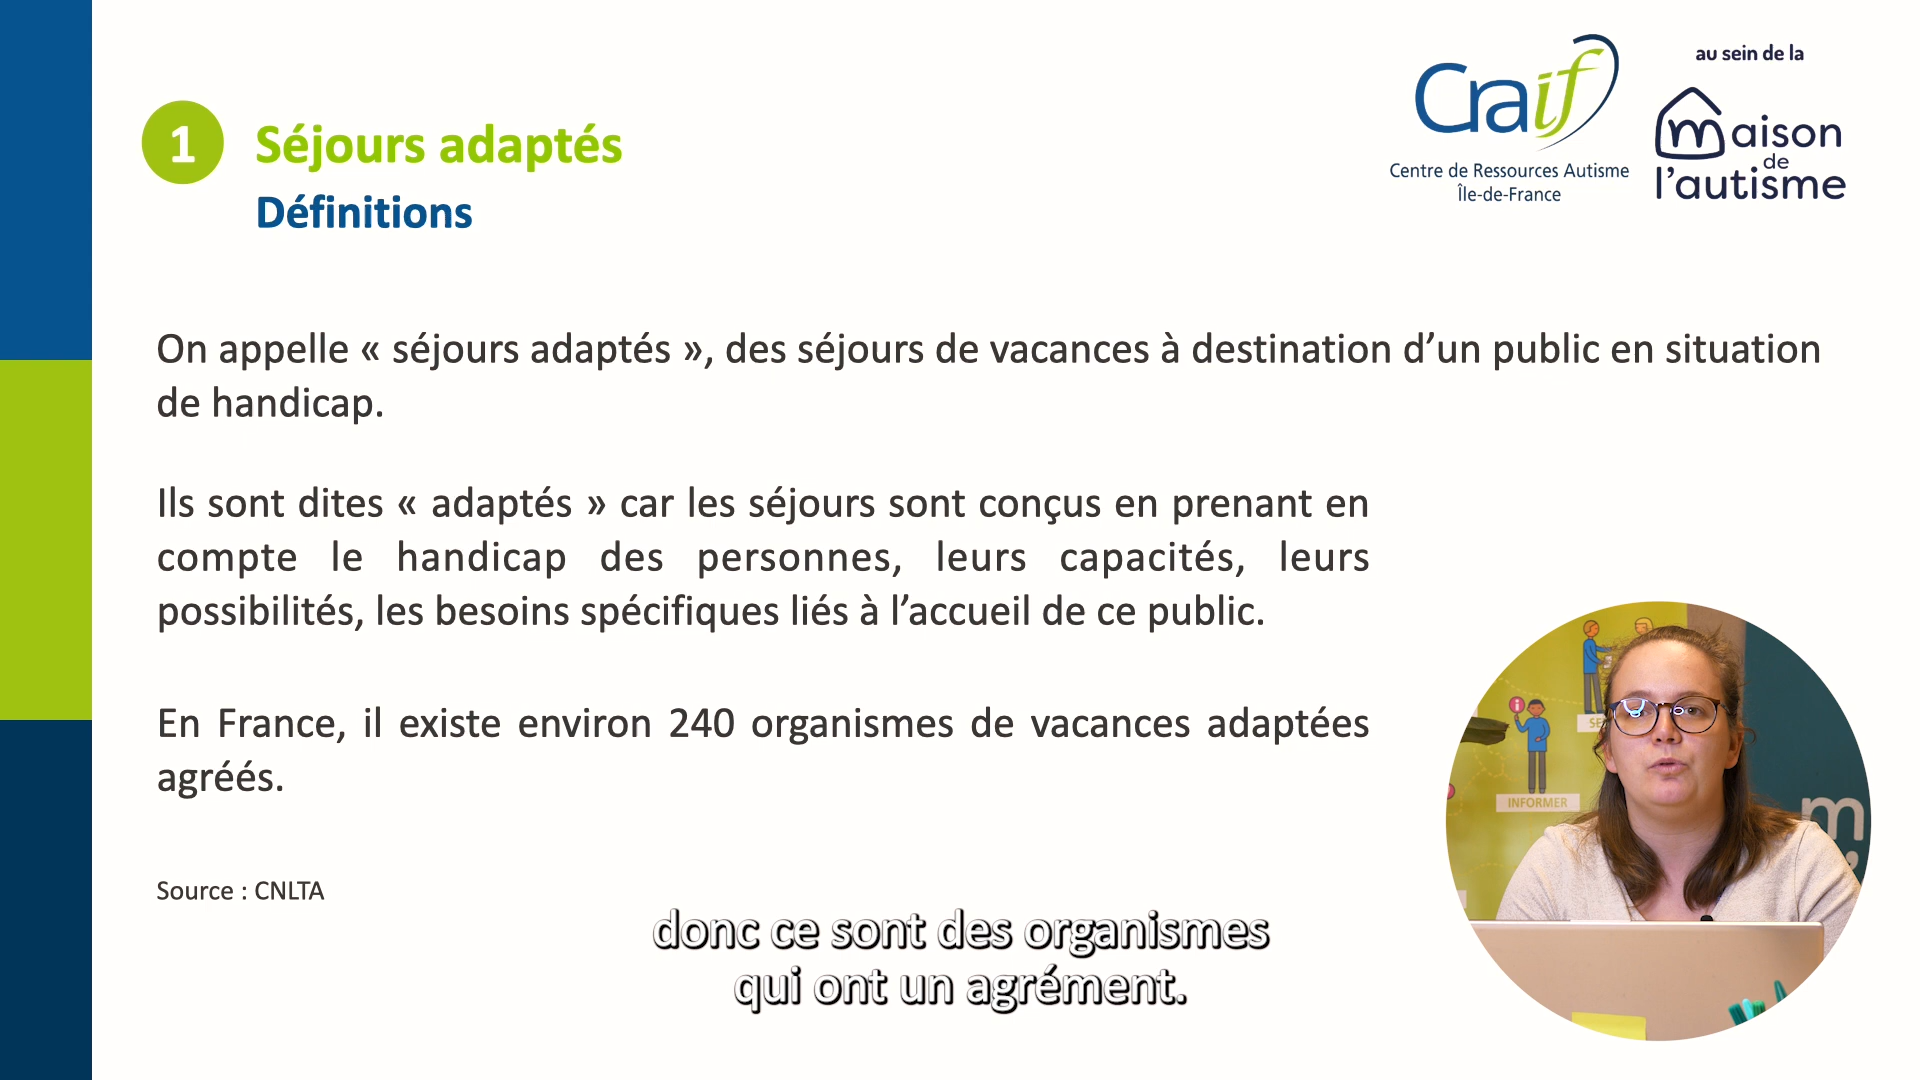 1
Séjours adaptés
Définitions
Craif
Centre de Ressources Autisme
Île-de-France
au sein de la
maison
de
l'autisme
On appelle « séjours adaptés », des séjours de vacances à destination d’un public en situation
de handicap.
Ils sont dites « adaptés » car les séjours sont conçus en prenant en
compte le handicap des personnes, leurs capacités, leurs
possibilités, les besoins spécifiques liés à l’accueil de ce public.
En France, il existe environ 240 organismes de vacances adaptées
agréés.
Source : CNLTA
INFORMER
m
donc ce sont des organismes
qui ont un agrément.